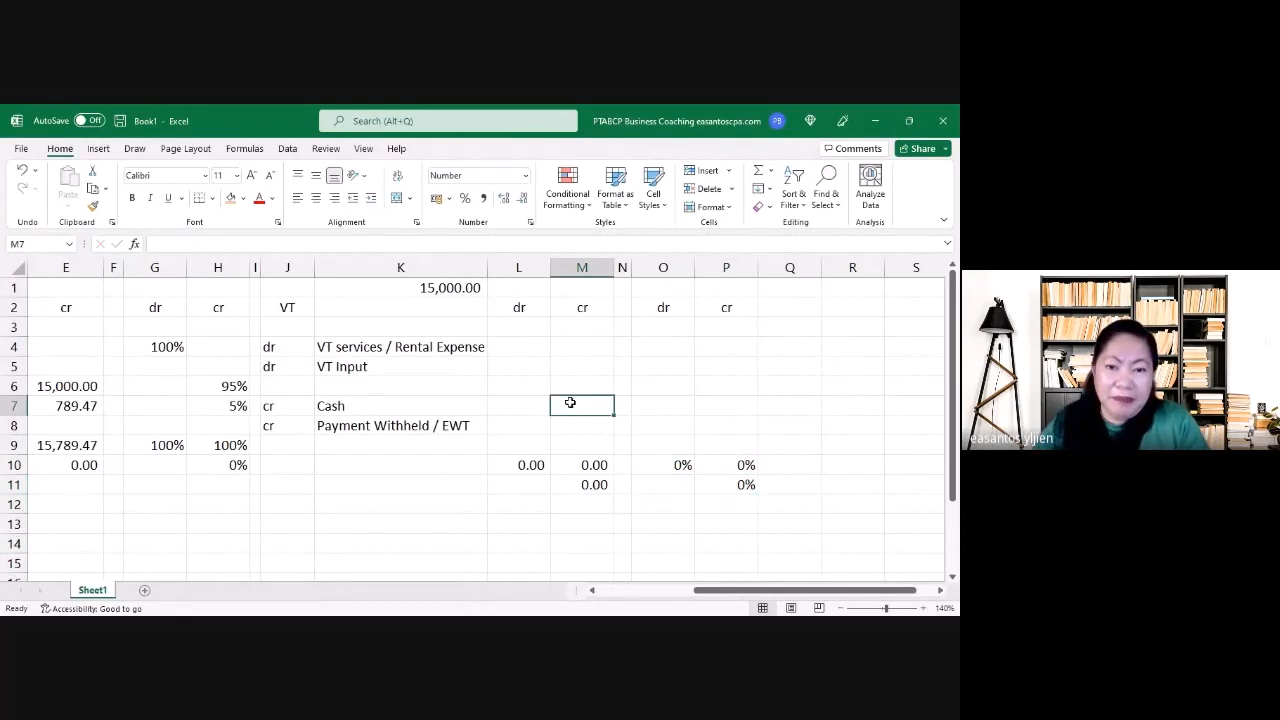 AutoSave Off Book1 - Excel Search (Alt+Q) PTABCP Business Coaching easantoscpa.com PB
File Home Insert Draw Page Layout Formulas Data Review View Help Comments Share
Calibri 11 Number Insert
Delete
Format
Paste B I U Conditional Formatting Format as Table Cell Styles Sort & Filter Find & Select Analyze Data
Undo Clipboard Font Alignment Number Styles Cells Editing Analysis
M7 fx
E F G H I J K L M N O P Q R S
1 15,000.00
2 cr dr cr VT dr cr dr cr
3
4 100% dr VT services / Rental Expense
5 dr VT Input
6 15,000.00 95%
7 789.47 5% cr Cash
8 cr Payment Withheld / EWT
9 15,789.47 100% 100%
10 0.00 0% 0.00 0.00 0% 0%
11 0.00 0%
12
13
14
15
Sheet1
Ready Accessibility: Good to go 140%
easantos yljien